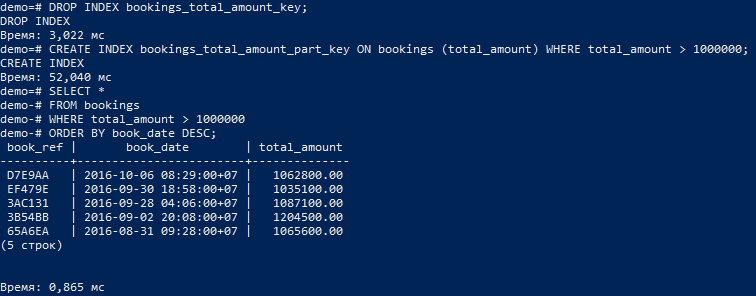 demo=# DROP INDEX bookings_total_amount_key;
DROP INDEX
Время: 3,022 мс
demo=# CREATE INDEX bookings_total_amount_part_key ON bookings (total_amount) WHERE total_amount > 1000000;
CREATE INDEX
Время: 52,040 мс
demo=# SELECT *
demo-# FROM bookings
demo-# WHERE total_amount > 1000000
demo-# ORDER BY book_date DESC;
 book_ref |       book_date        | total_amount
----------+------------------------+--------------
 D7E9AA   | 2016-10-06 08:29:00+07 |   1062800.00
 EF479E   | 2016-09-30 18:58:00+07 |   1035100.00
 3AC131   | 2016-09-28 04:06:00+07 |   1087100.00
 3B54BB   | 2016-09-02 20:08:00+07 |   1204500.00
 65A6EA   | 2016-08-31 09:28:00+07 |   1065600.00
(5 строк)
Время: 0,865 мс